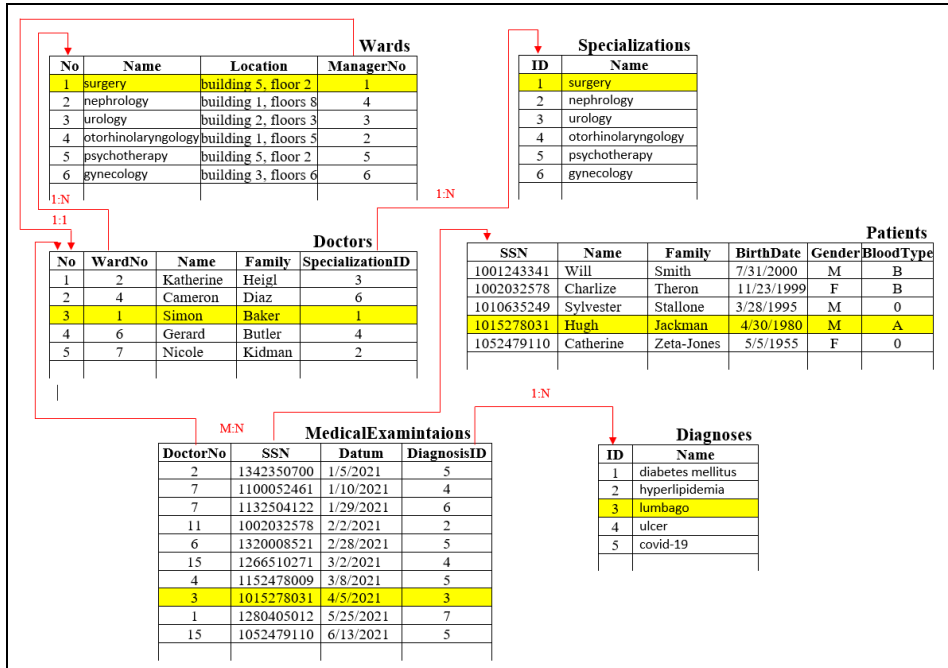 Wards
No Name Location ManagerNo
1 surgery building 5, floor 2 1
2 nephrology building 1, floors 8 4
3 urology building 2, floors 3 3
4 otorhinolaryngology building 1, floors 5 2
5 psychotherapy building 5, floor 2 5
6 gynecology building 3, floors 6 6
Specializations
ID Name
1 surgery
2 nephrology
3 urology
4 otorhinolaryngology
5 psychotherapy
6 gynecology
1:N
1:1
1:N
Doctors
No WardNo Name Family SpecializationID
1 2 Katherine Heigl 3
2 4 Cameron Diaz 6
3 1 Simon Baker 1
4 6 Gerard Butler 4
5 7 Nicole Kidman 2
Patients
SSN Name Family BirthDate Gender BloodType
1001243341 Will Smith 7/31/2000 M B
1002032578 Charlize Theron 11/23/1999 F B
1010635249 Sylvester Stallone 3/28/1995 M 0
1015278031 Hugh Jackman 4/30/1980 M A
1052479110 Catherine Zeta-Jones 5/5/1955 F 0
M:N
1:N
MedicalExamintaions
DoctorNo SSN Datum DiagnosisID
2 1342350700 1/5/2021 5
7 1100052461 1/10/2021 4
7 1132504122 1/29/2021 6
11 1002032578 2/2/2021 2
6 1320008521 2/28/2021 5
15 1266510271 3/2/2021 4
4 1152478009 3/8/2021 5
3 1015278031 4/5/2021 3
1 1280405012 5/25/2021 7
15 1052479110 6/13/2021 5
Diagnoses
ID Name
1 diabetes mellitus
2 hyperlipidemia
3 lumbago
4 ulcer
5 covid-19